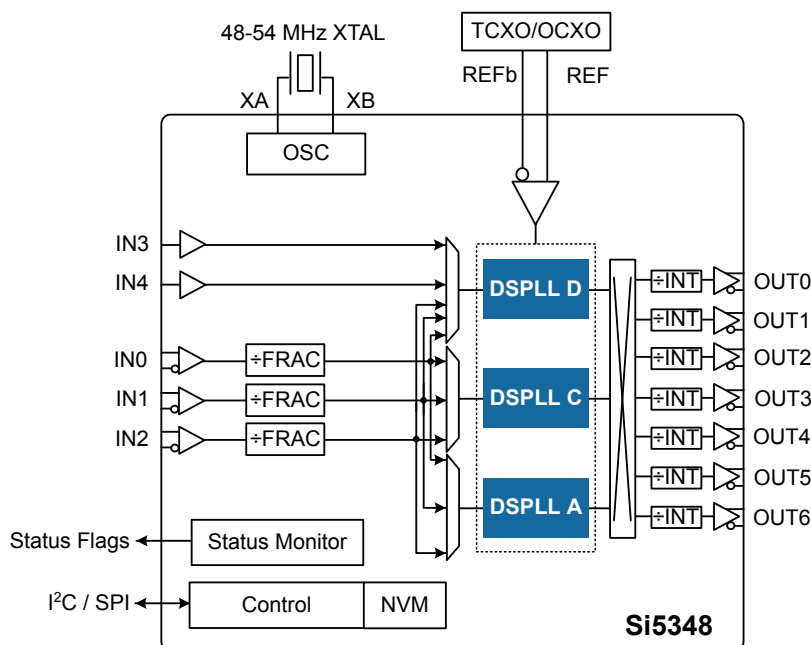 48-54 MHz XTAL
TCXO/OCXO
REFb
REF
XA
XB
OSC
IN3
IN4
IN0
÷FRAC
IN1
÷FRAC
IN2
÷FRAC
DSPLL D
DSPLL C
DSPLL A
÷INT
OUT0
÷INT
OUT1
÷INT
OUT2
÷INT
OUT3
÷INT
OUT4
÷INT
OUT5
÷INT
OUT6
Status Flags
Status Monitor
I²C / SPI
Control
NVM
Si5348